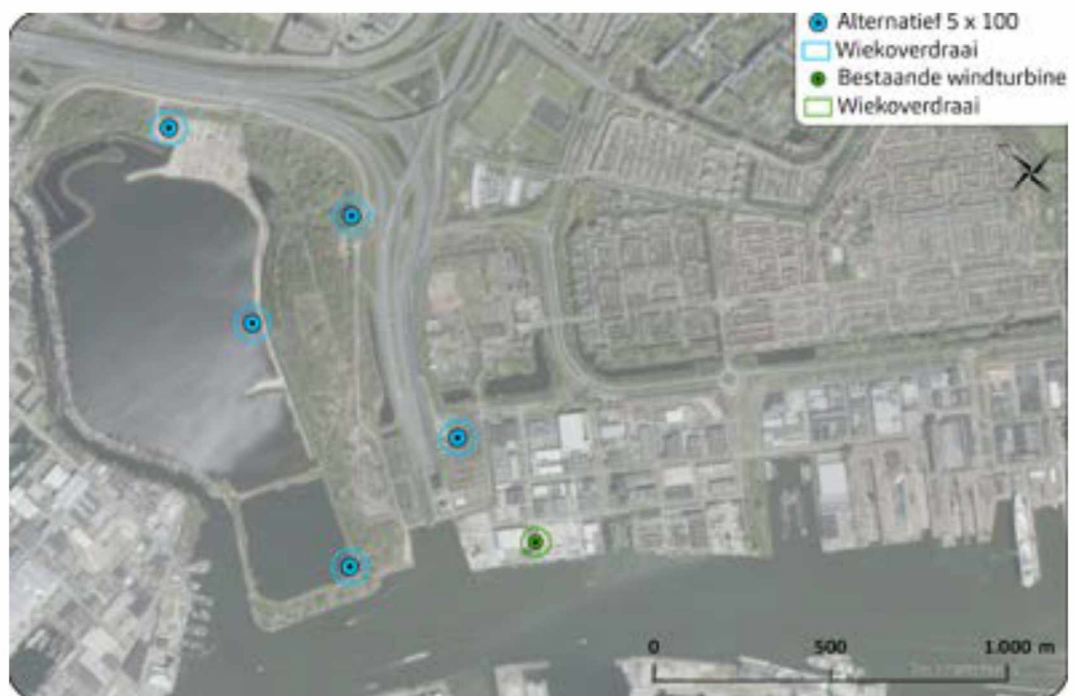 Alternatief 5 x 100
Wiekoverdraai
Bestaande windturbine
Wiekoverdraai
0 500 1.000 m